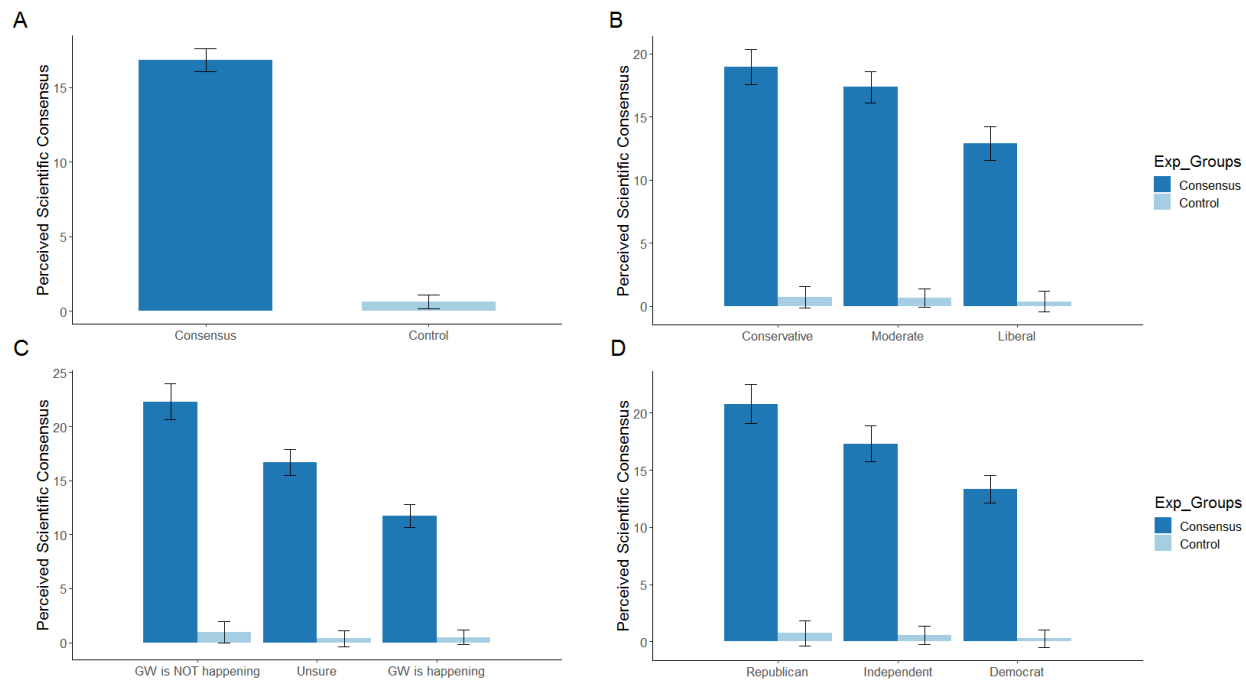 A
Perceived Scientific Consensus
15
10
5
0
Consensus Control
B
Perceived Scientific Consensus
20
15
10
5
0
Conservative Moderate Liberal
Exp_Groups
Consensus
Control
C
Perceived Scientific Consensus
25
20
15
10
5
0
GW is NOT happening Unsure GW is happening
D
Perceived Scientific Consensus
20
15
10
5
0
Republican Independent Democrat
Exp_Groups
Consensus
Control